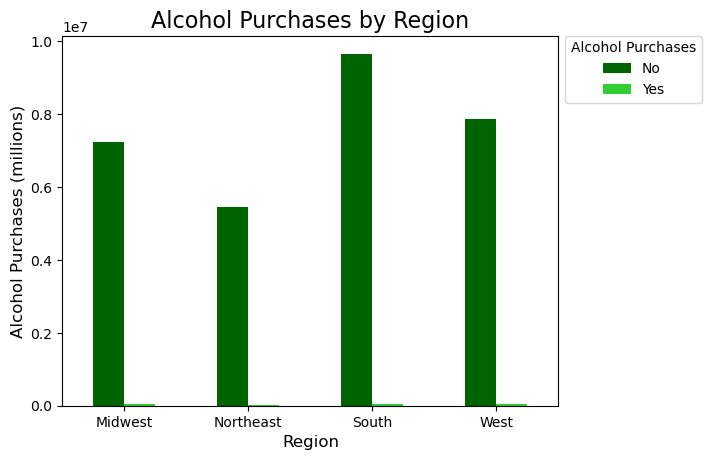 Alcohol Purchases by Region
1e7
1.0
0.8
0.6
0.4
0.2
0.0
Alcohol Purchases (millions)
Midwest
Northeast
South
West
Region
Alcohol Purchases
No
Yes